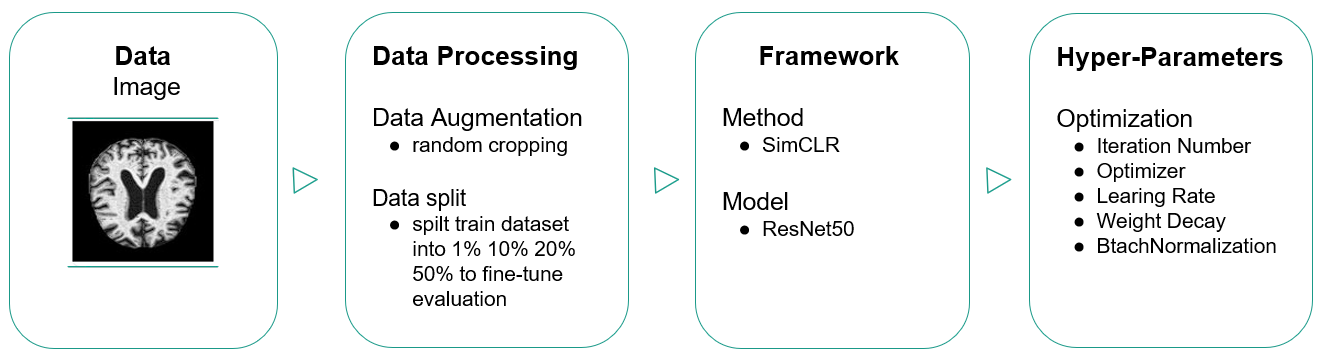 Data
Image
Data Processing
Data Augmentation
● random cropping
Data split
● spilt train dataset
into 1% 10% 20%
50% to fine-tune
evaluation
Framework
Method
● SimCLR
Model
● ResNet50
Hyper-Parameters
Optimization
● Iteration Number
● Optimizer
● Learing Rate
● Weight Decay
● BtachNormalization